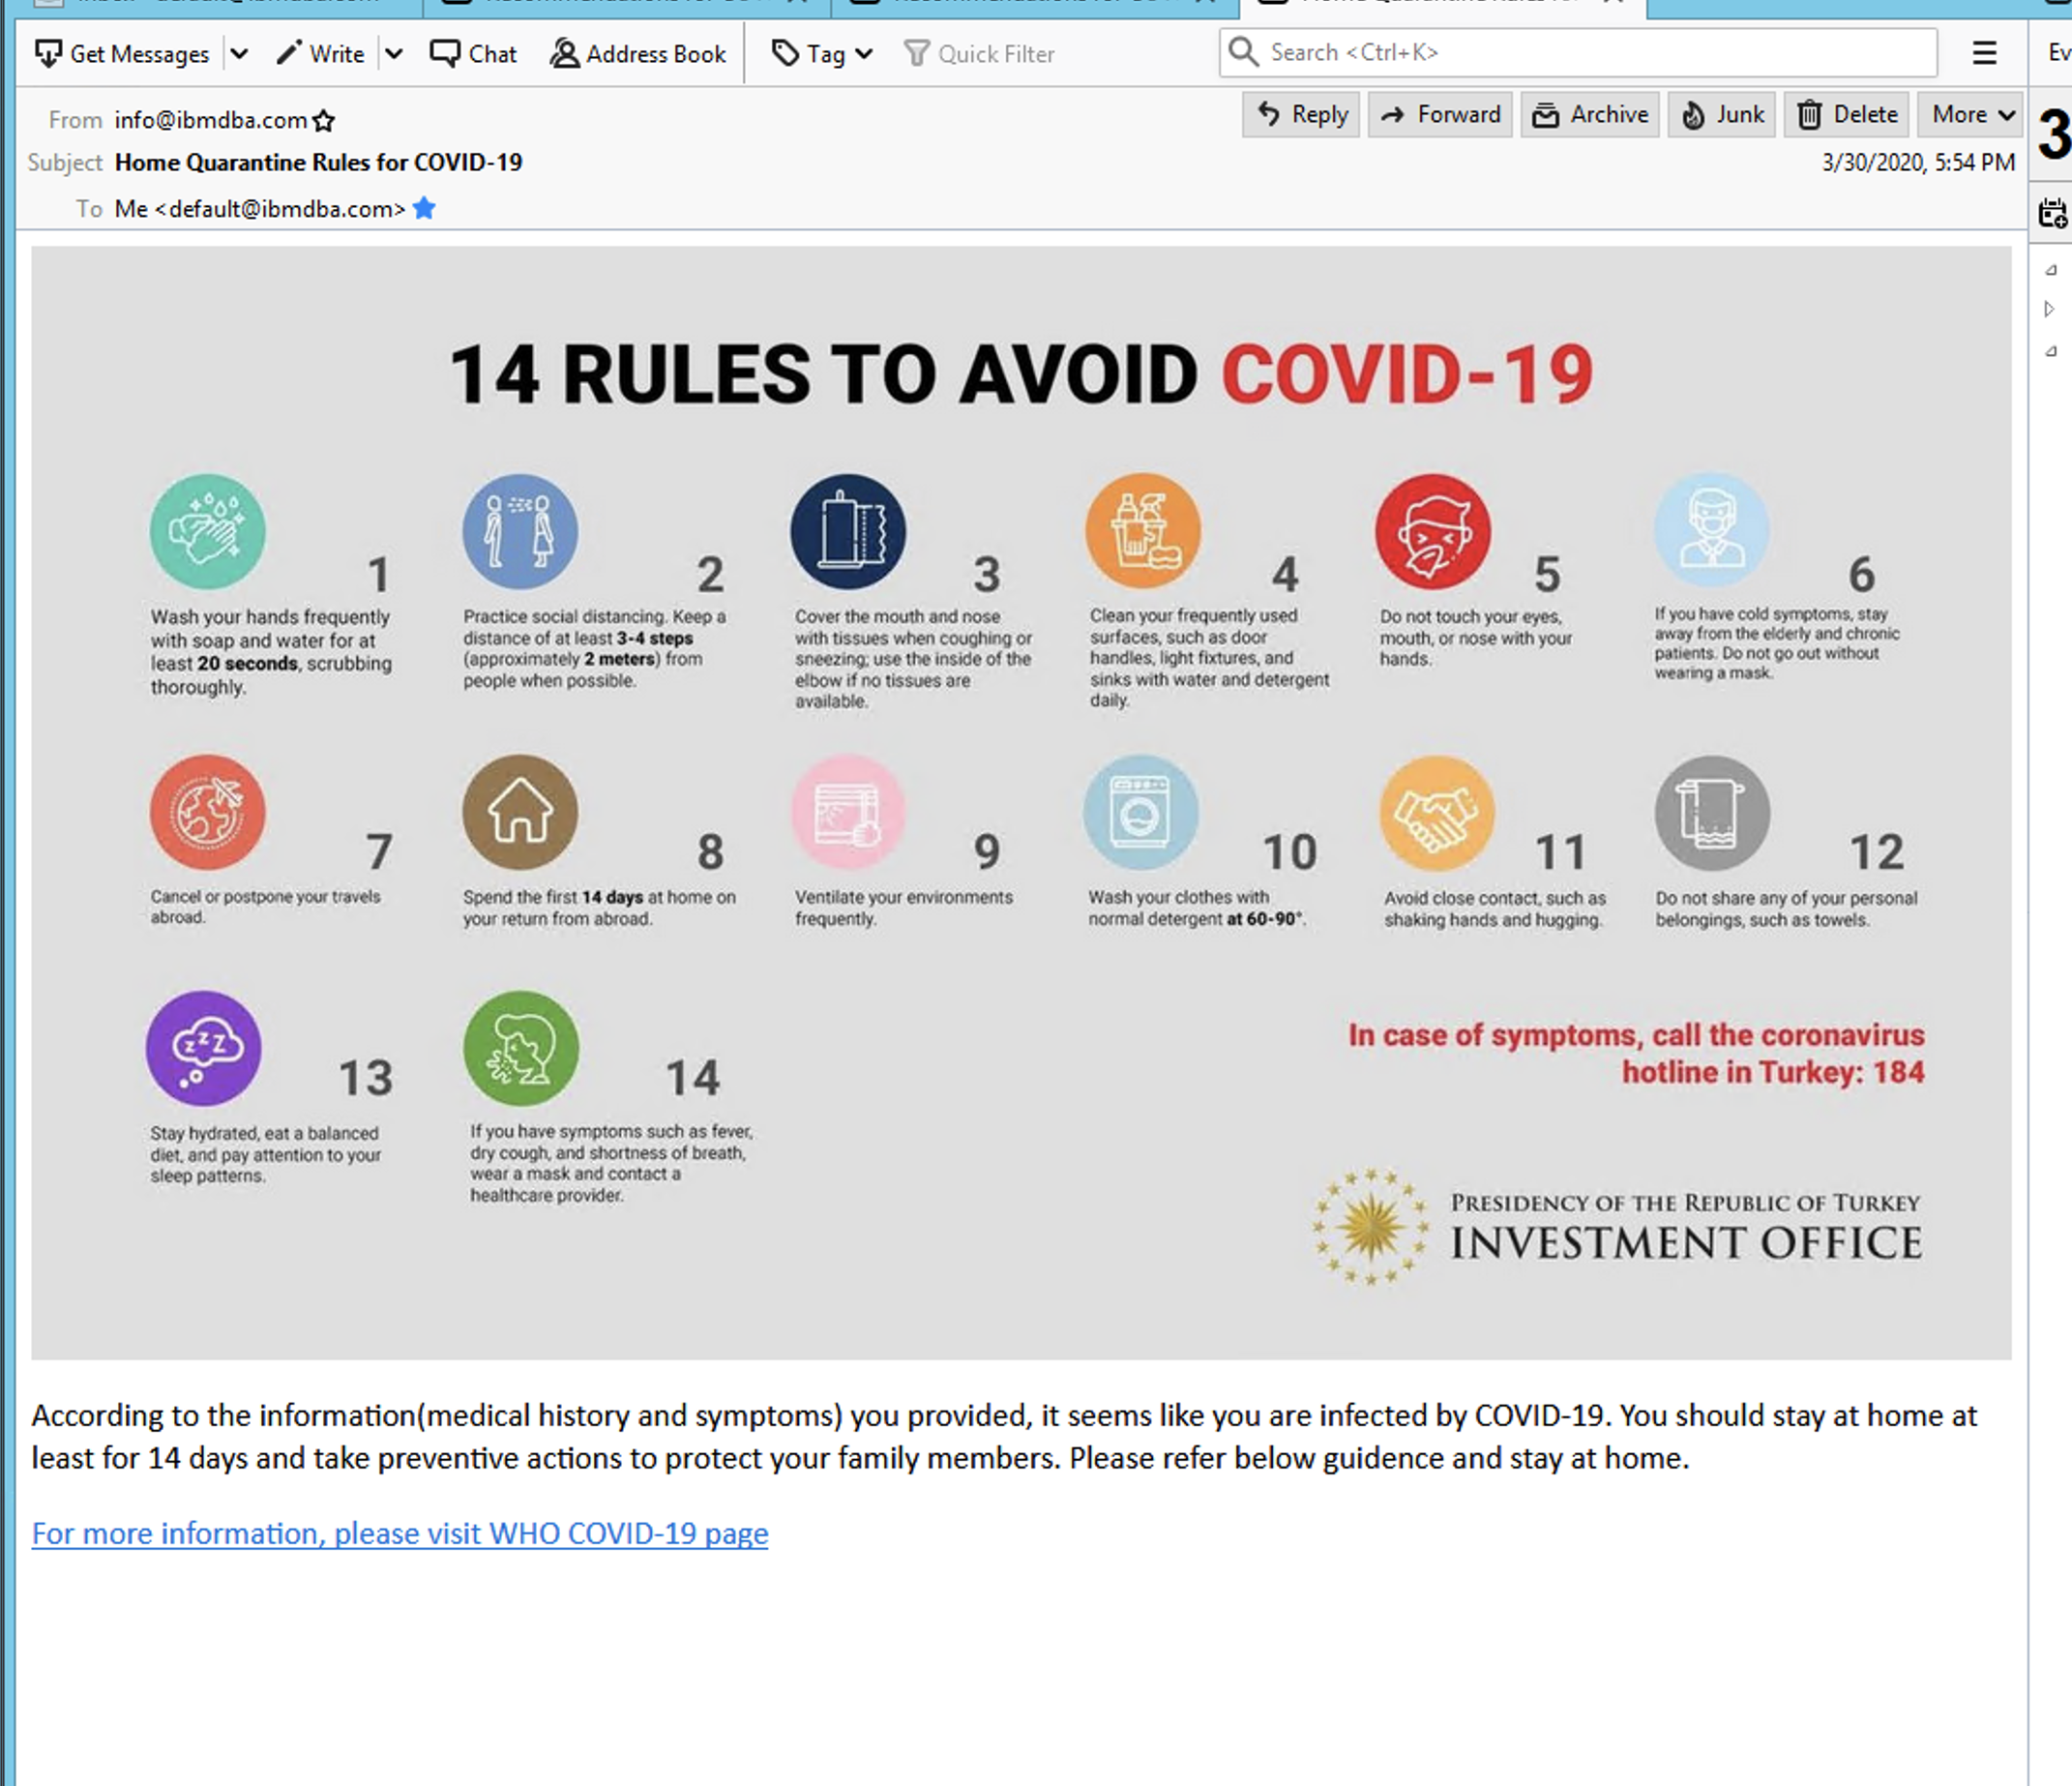 Get Messages Write Chat Address Book Tag Quick Filter Search <Ctrl+K> Ev
From info@ibmdba.com Reply Forward Archive Junk Delete More
3
Subject Home Quarantine Rules for COVID-19 3/30/2020, 5:54 PM
To Me <default@ibmdba.com>
14 RULES TO AVOID COVID-19
1
Wash your hands frequently
with soap and water for at
least 20 seconds, scrubbing
thoroughly.
2
Practice social distancing. Keep a
distance of at least 3-4 steps
(approximately 2 meters) from
people when possible.
3
Cover the mouth and nose
with tissues when coughing or
sneezing; use the inside of the
elbow if no tissues are
available.
4
Clean your frequently used
surfaces, such as door
handles, light fixtures, and
sinks with water and detergent
daily.
5
Do not touch your eyes,
mouth, or nose with your
hands.
6
If you have cold symptoms, stay
away from the elderly and chronic
patients. Do not go out without
wearing a mask.
7
Cancel or postpone your travels
abroad.
8
Spend the first 14 days at home on
your return from abroad.
9
Ventilate your environments
frequently.
10
Wash your clothes with
normal detergent at 60-90°.
11
Avoid close contact, such as
shaking hands and hugging.
12
Do not share any of your personal
belongings, such as towels.
zzz
13
Stay hydrated, eat a balanced
diet, and pay attention to your
sleep patterns.
14
If you have symptoms such as fever,
dry cough, and shortness of breath,
wear a mask and contact a
healthcare provider.
In case of symptoms, call the coronavirus
hotline in Turkey: 184
PRESIDENCY OF THE REPUBLIC OF TURKEY
INVESTMENT OFFICE
According to the information(medical history and symptoms) you provided, it seems like you are infected by COVID-19. You should stay at home at
least for 14 days and take preventive actions to protect your family members. Please refer below guidence and stay at home.
For more information, please visit WHO COVID-19 page